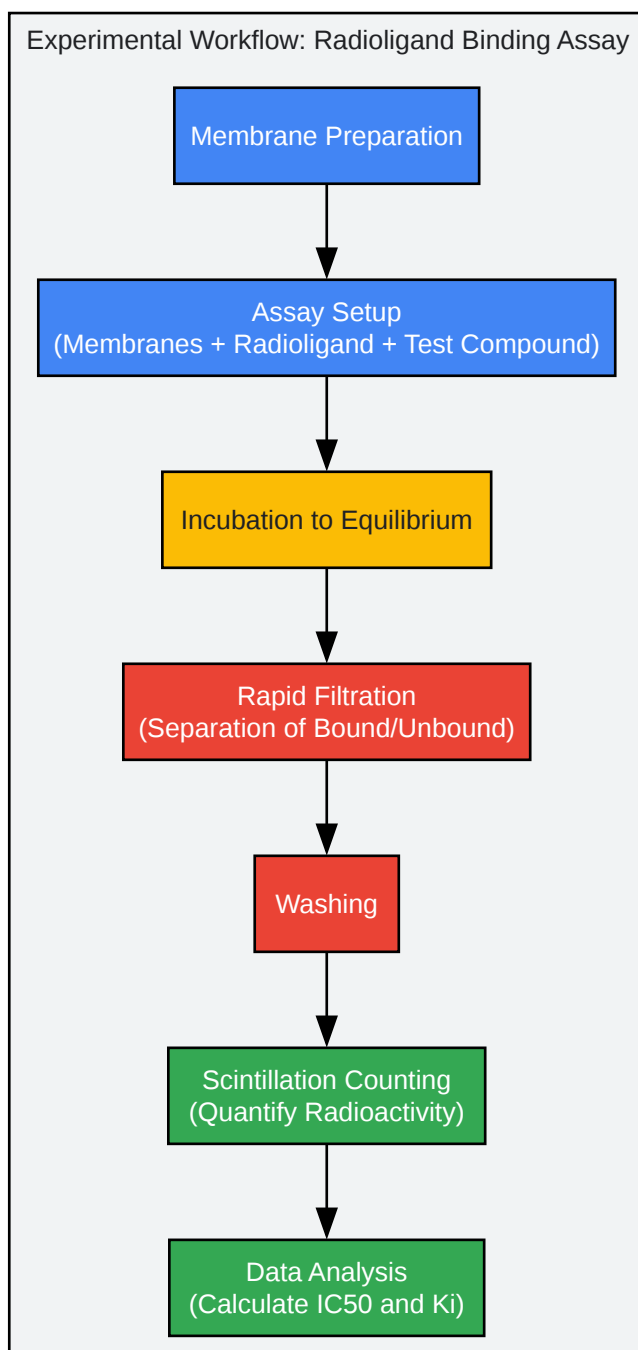 Experimental Workflow: Radioligand Binding Assay
Membrane Preparation
Assay Setup
(Membranes + Radioligand + Test Compound)
Incubation to Equilibrium
Rapid Filtration
(Separation of Bound/Unbound)
Washing
Scintillation Counting
(Quantify Radioactivity)
Data Analysis
(Calculate IC50 and Ki)